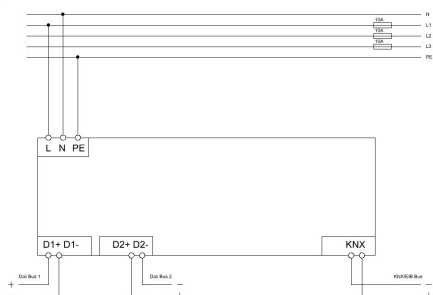 N
10A
L1
10A
L2
10A
L3
PE
L N PE
D1+ D1- D2+ D2- KNX
Dali Bus 1 Dali Bus 2 KNX/EIB Bus
+ - + - + -